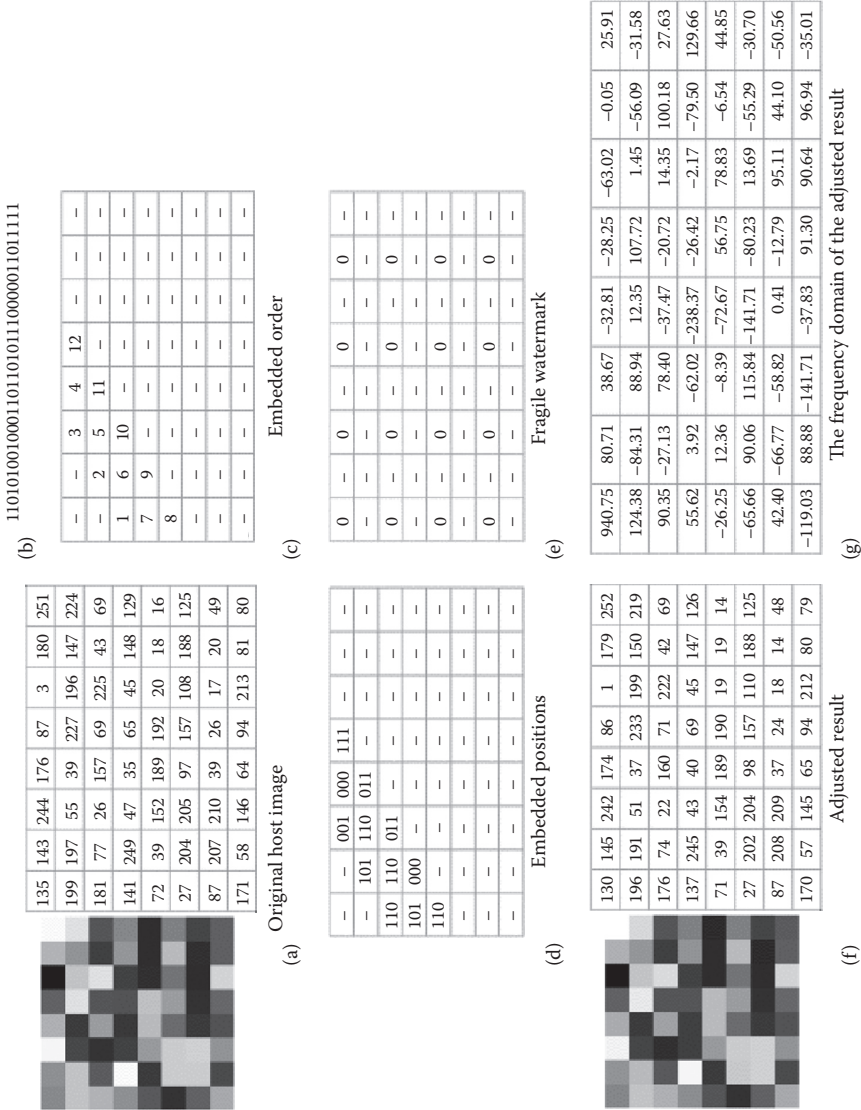 135 143 244 176 87 3 180 251
199 197 55 39 227 196 147 224
181 77 26 157 69 225 43 69
141 249 47 35 65 45 148 129
72 39 152 189 192 20 18 16
27 204 205 97 157 108 188 125
87 207 210 39 26 17 20 49
171 58 146 64 94 213 81 80
(a) Original host image
110101001000110110101110000011011111
(b)
– – 3 4 12 – – –
– 2 5 11 – – – –
1 6 10 – – – – –
7 9 – – – – – –
8 – – – – – – –
– – – – – – – –
– – – – – – – –
– – – – – – – –
(c) Embedded order
– – 001 000 111 – – –
– 101 110 011 – – – –
110 110 011 – – – – –
101 000 – – – – – –
110 – – – – – – –
– – – – – – – –
– – – – – – – –
– – – – – – – –
(d) Embedded positions
0 – 0 – 0 – 0 –
– – – – – – – –
0 – 0 – 0 – 0 –
– – – – – – – –
0 – 0 – 0 – 0 –
– – – – – – – –
0 – 0 – 0 – 0 –
– – – – – – – –
(e) Fragile watermark
130 145 242 174 86 1 179 252
196 191 51 37 233 199 150 219
176 74 22 160 71 222 42 69
137 245 43 40 69 45 147 126
71 39 154 189 190 19 19 14
27 202 204 98 157 110 188 125
87 208 209 37 24 18 14 48
170 57 145 65 94 212 80 79
(f) Adjusted result
940.75 80.71 38.67 −32.81 −28.25 −63.02 −0.05 25.91
124.38 −84.31 88.94 12.35 107.72 1.45 −56.09 −31.58
90.35 −27.13 78.40 −37.47 −20.72 14.35 100.18 27.63
55.62 3.92 −62.02 −238.37 −26.42 −2.17 −79.50 129.66
−26.25 12.36 −8.39 −72.67 56.75 78.83 −6.54 44.85
−65.66 90.06 115.84 −141.71 −80.23 13.69 −55.29 −30.70
42.40 −66.77 −58.82 0.41 −12.79 95.11 44.10 −50.56
−119.03 88.88 −141.71 −37.83 91.30 90.64 96.94 −35.01
(g) The frequency domain of the adjusted result